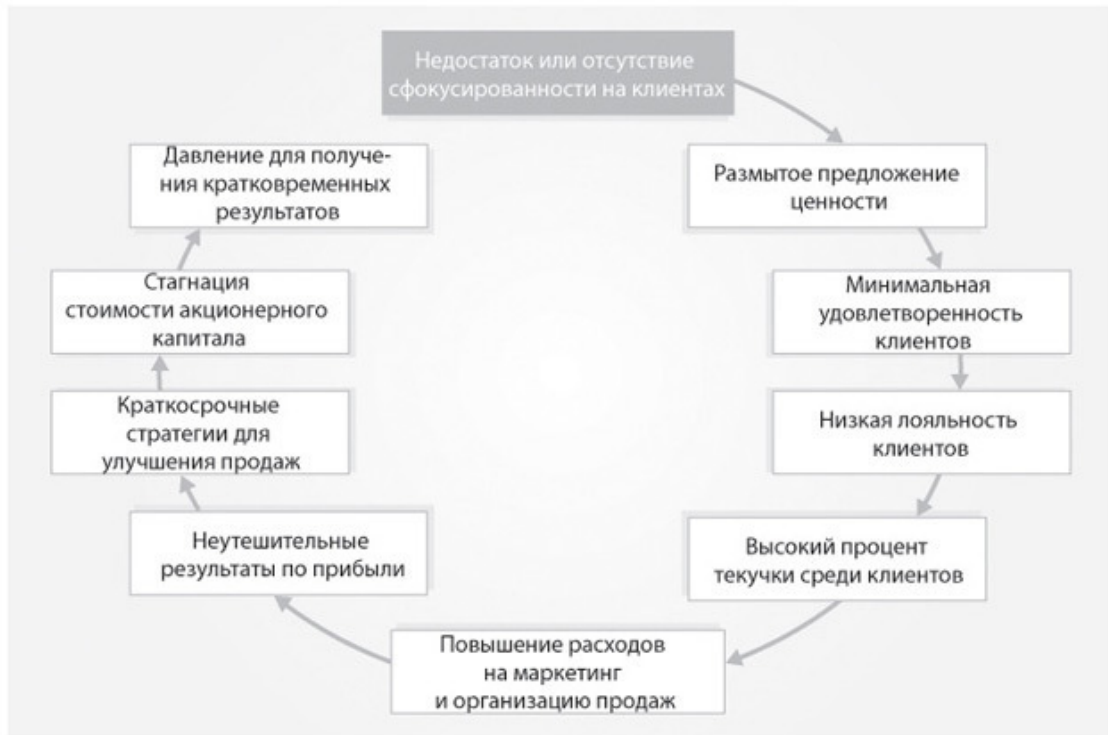 Недостаток или отсутствие
сфокусированности на клиентах
Размытое предложение
ценности
Минимальная
удовлетворенность
клиентов
Низкая лояльность
клиентов
Высокий процент
текучки среди клиентов
Повышение расходов
на маркетинг
и организацию продаж
Неутешительные
результаты по прибыли
Краткосрочные
стратегии для
улучшения продаж
Стагнация
стоимости акционерного
капитала
Давление для получе-
ния кратковременных
результатов